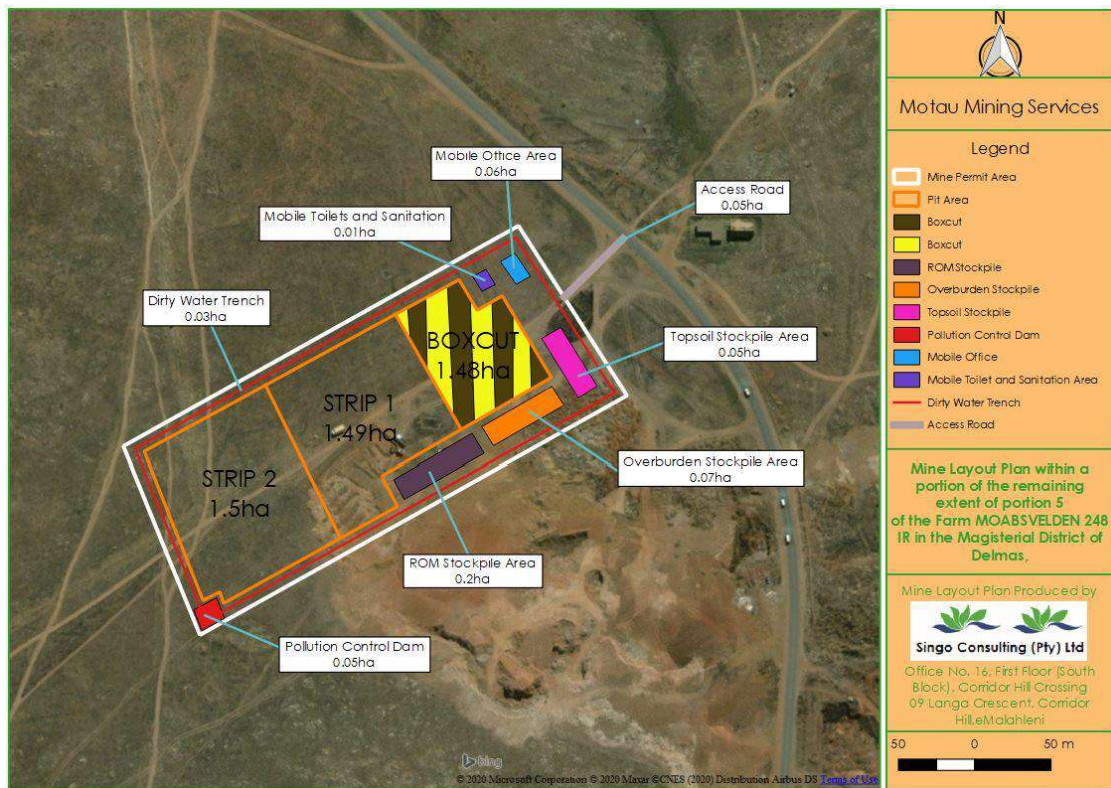 Mobile Office Area
0.06ha
Access Road
0.05ha
Mobile Toilets and Sanitation
0.01ha
Dirty Water Trench
0.03ha
BOXCUT
1.48ha
Topsoil Stockpile Area
0.05ha
STRIP 1
1.49ha
STRIP 2
1.5ha
Overburden Stockpile Area
0.07ha
ROM Stockpile Area
0.2ha
Pollution Control Dam
0.05ha
bing
© 2020 Microsoft Corporation © 2020 Maxar ©CNES (2020) Distribution Airbus DS Terms of Use
N
Motau Mining Services
Legend
Mine Permit Area
Pit Area
Boxcut
Boxcut
ROM Stockpile
Overburden Stockpile
Topsoil Stockpile
Pollution Control Dam
Mobile Office
Mobile Toilet and Sanitation Area
Dirty Water Trench
Access Road
Mine Layout Plan within a
portion of the remaining
extent of portion 5
of the Farm MOABSVELDEN 248
IR in the Magisterial District of
Delmas,
Mine Layout Plan Produced by
Singo Consulting (Pty) Ltd
Office No. 16, First Floor (South
Block), Corridor Hill Crossing
09 Langa Crescent, Corridor
Hill,eMalahleni
50 0 50 m